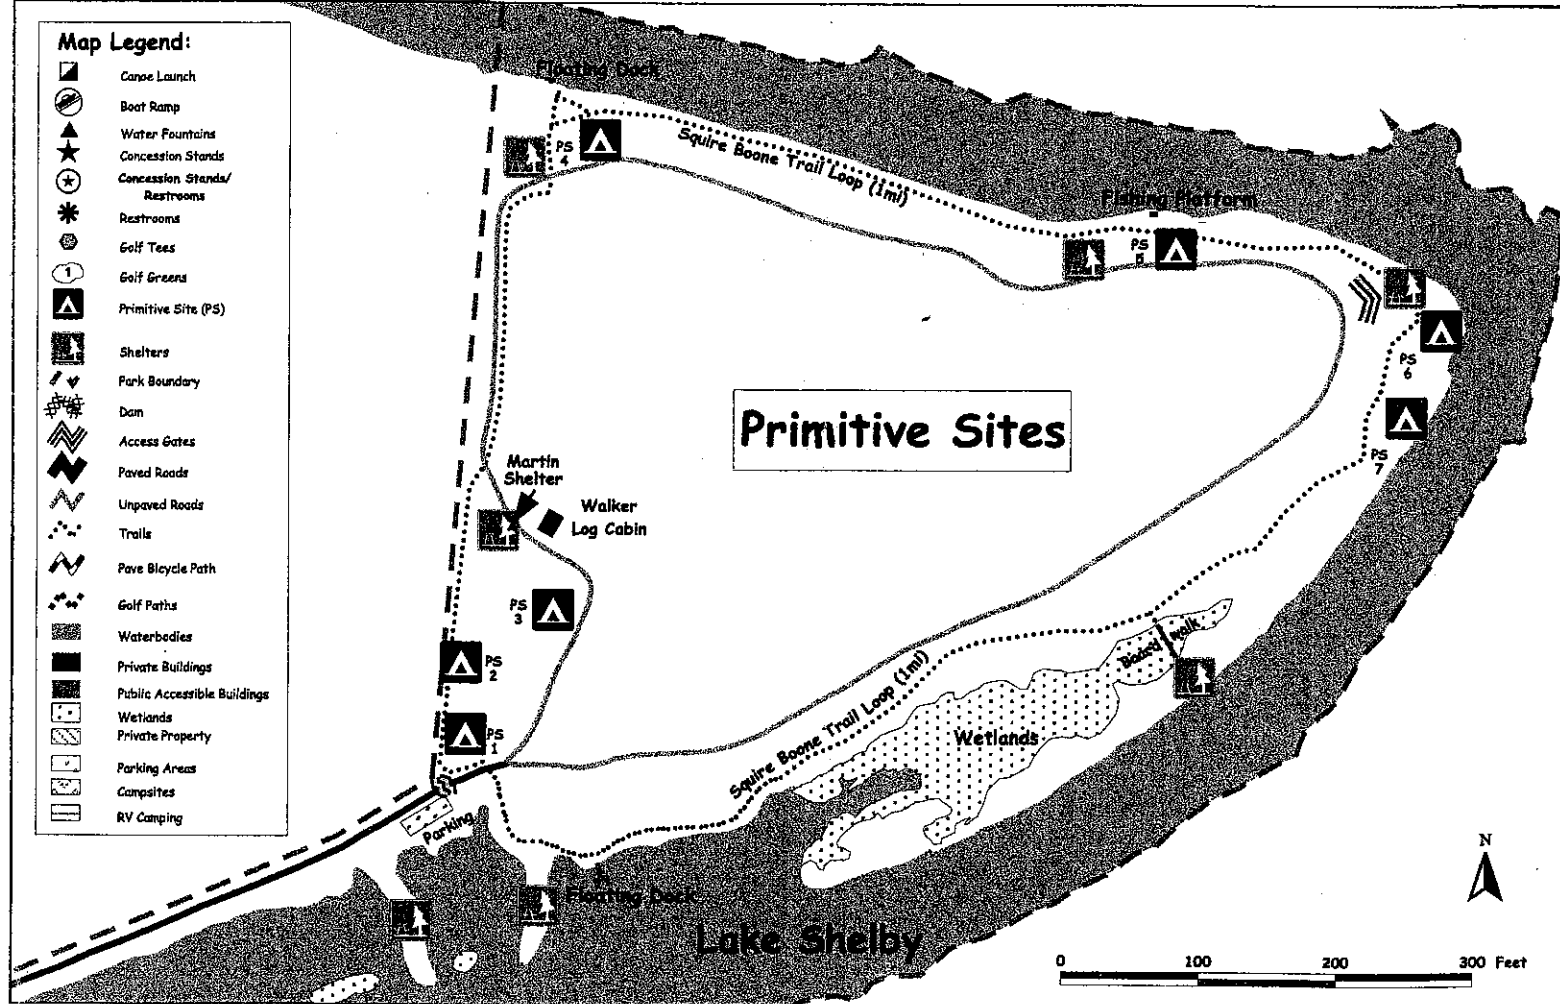 Map Legend:
Canoe Launch
Boat Ramp
Water Fountains
Concession Stands
Concession Stands/
Restrooms
Restrooms
Golf Tees
1
Golf Greens
Primitive Site (PS)
Shelters
Park Boundary
Dam
Access Gates
Paved Roads
Unpaved Roads
Trails
Pave Bicycle Path
Golf Paths
Waterbodies
Private Buildings
Public Accessible Buildings
Wetlands
Private Property
Parking Areas
Campsites
RV Camping
Floating Dock
PS
4
Squire Boone Trail Loop (1mi)
Fishing Platform
PS
5
PS
6
PS
7
Primitive Sites
Martin
Shelter
Walker
Log Cabin
PS
3
PS
2
PS
1
Board walk
Squire Boone Trail Loop (1mi)
Wetlands
Parking
Floating Dock
Lake Shelby
N
0 100 200 300 Feet